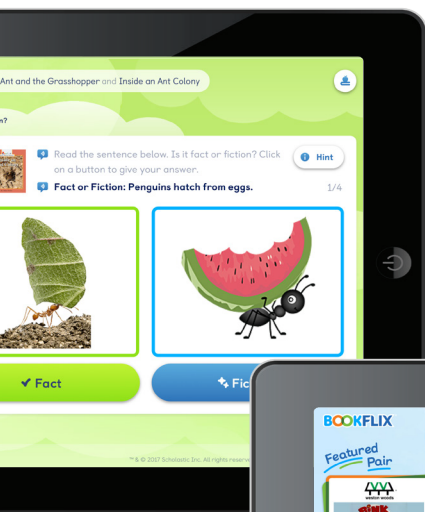 Ant and the Grasshopper and Inside an Ant Colony
n?
Read the sentence below. Is it fact or fiction? Click
on a button to give your answer.
Hint
Fact or Fiction: Penguins hatch from eggs.
1/4
Fact
Fic
™ & © 2017 Scholastic Inc. All rights reserve
BOOKFLIX
Featured
Pair
weston woods